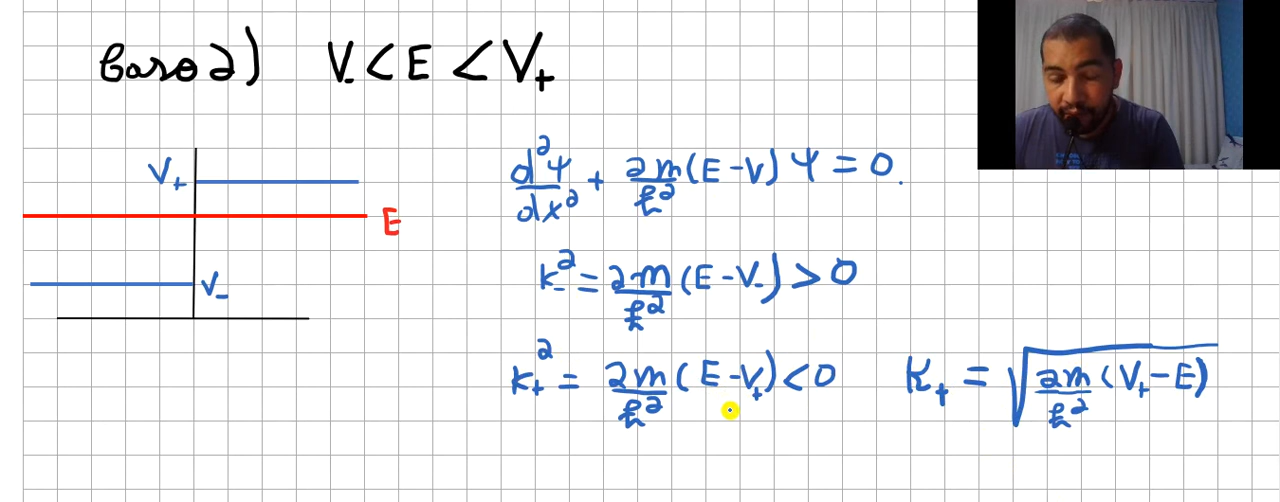 Caso 2) V₋ < E < V₊
V₊
E
V₋
d²Ψ/dx² + 2m/ħ² (E-V) Ψ = 0.
k₋² = 2m/ħ² (E-V₋) > 0
k₊² = 2m/ħ² (E-V₊) < 0
K₊ = √(2m/ħ² (V₊-E))